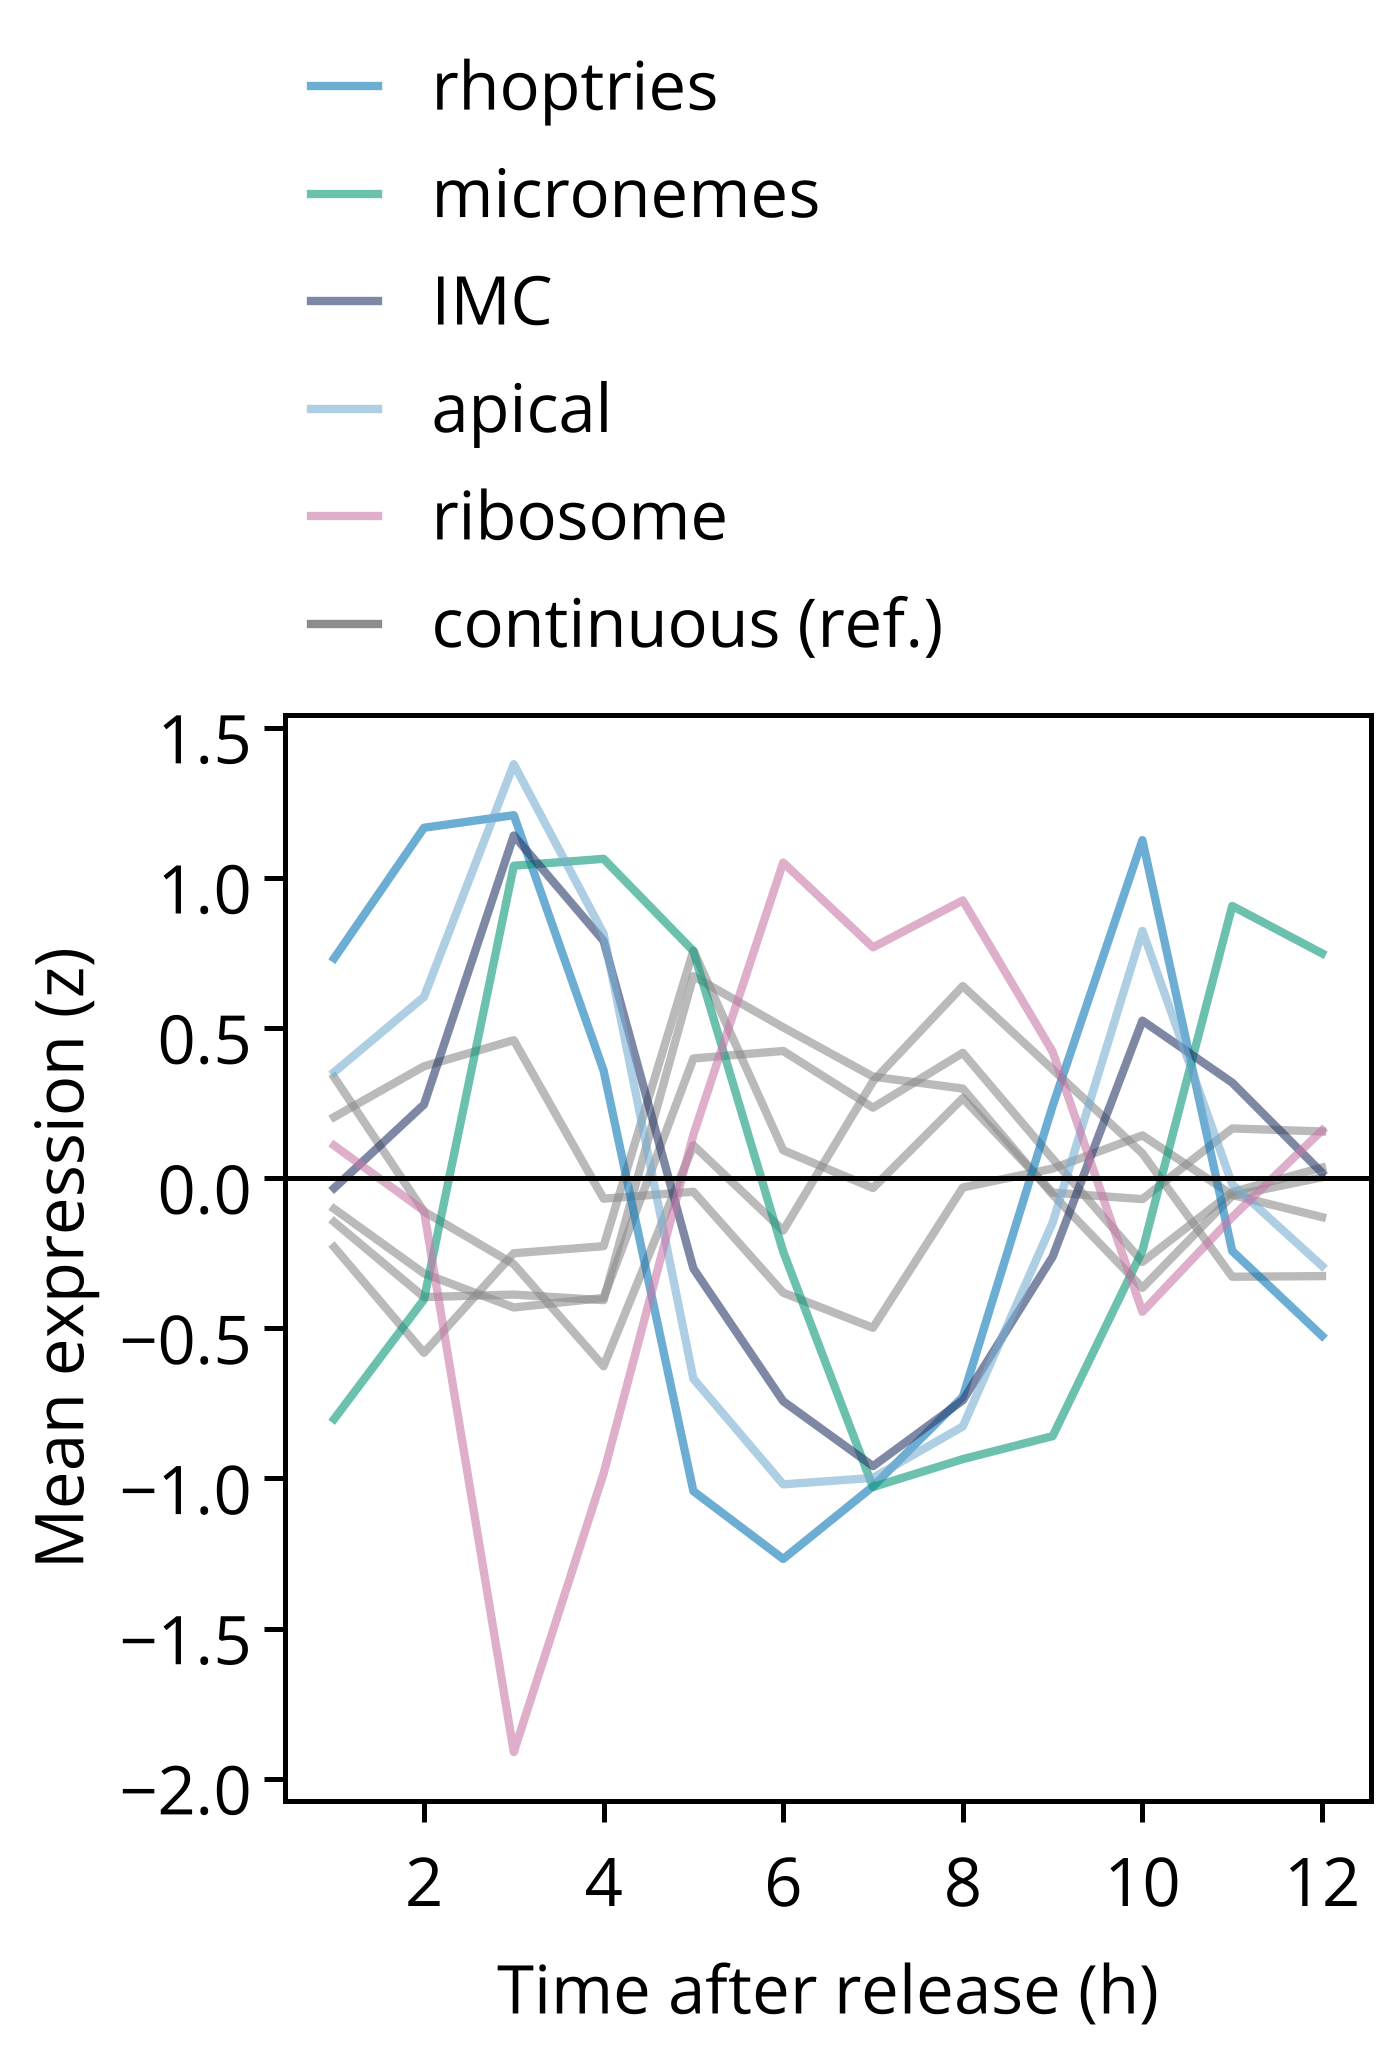 rhoptries
micronemes
IMC
apical
ribosome
continuous (ref.)
1.5
1.0
0.5
0.0
−0.5
−1.0
−1.5
−2.0
Mean expression (z)
2 4 6 8 10 12
Time after release (h)